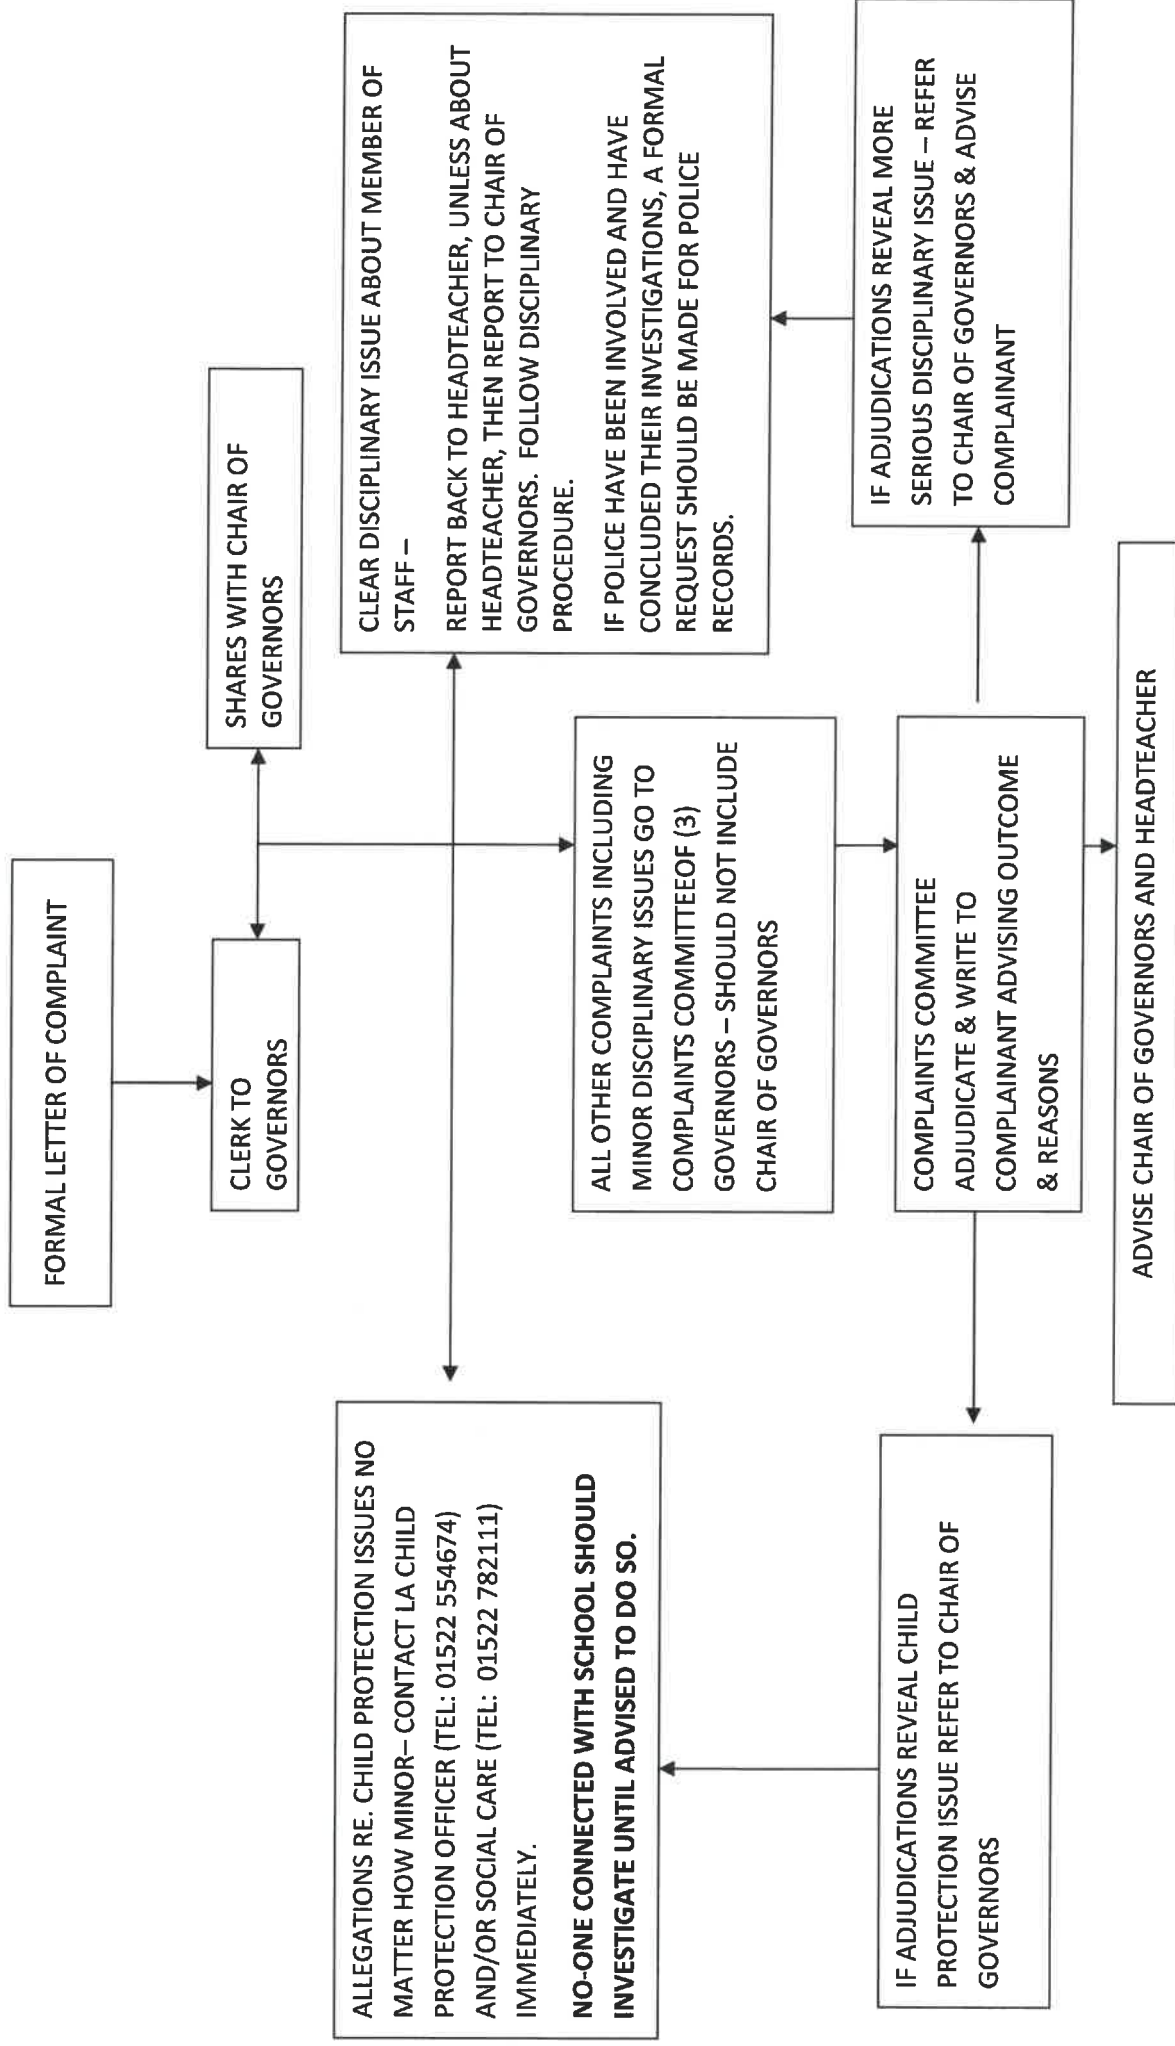 FORMAL LETTER OF COMPLAINT
CLERK TO
GOVERNORS
SHARES WITH CHAIR OF
GOVERNORS
ALLEGATIONS RE. CHILD PROTECTION ISSUES NO
MATTER HOW MINOR– CONTACT LA CHILD
PROTECTION OFFICER (TEL: 01522 554674)
AND/OR SOCIAL CARE (TEL: 01522 782111)
IMMEDIATELY.
NO-ONE CONNECTED WITH SCHOOL SHOULD
INVESTIGATE UNTIL ADVISED TO DO SO.
CLEAR DISCIPLINARY ISSUE ABOUT MEMBER OF
STAFF –
REPORT BACK TO HEADTEACHER, UNLESS ABOUT
HEADTEACHER, THEN REPORT TO CHAIR OF
GOVERNORS. FOLLOW DISCIPLINARY
PROCEDURE.
IF POLICE HAVE BEEN INVOLVED AND HAVE
CONCLUDED THEIR INVESTIGATIONS, A FORMAL
REQUEST SHOULD BE MADE FOR POLICE
RECORDS.
ALL OTHER COMPLAINTS INCLUDING
MINOR DISCIPLINARY ISSUES GO TO
COMPLAINTS COMMITTEEOF (3)
GOVERNORS – SHOULD NOT INCLUDE
CHAIR OF GOVERNORS
IF ADJUDICATIONS REVEAL CHILD
PROTECTION ISSUE REFER TO CHAIR OF
GOVERNORS
COMPLAINTS COMMITTEE
ADJUDICATE & WRITE TO
COMPLAINANT ADVISING OUTCOME
& REASONS
IF ADJUDICATIONS REVEAL MORE
SERIOUS DISCIPLINARY ISSUE – REFER
TO CHAIR OF GOVERNORS & ADVISE
COMPLAINANT
ADVISE CHAIR OF GOVERNORS AND HEADTEACHER